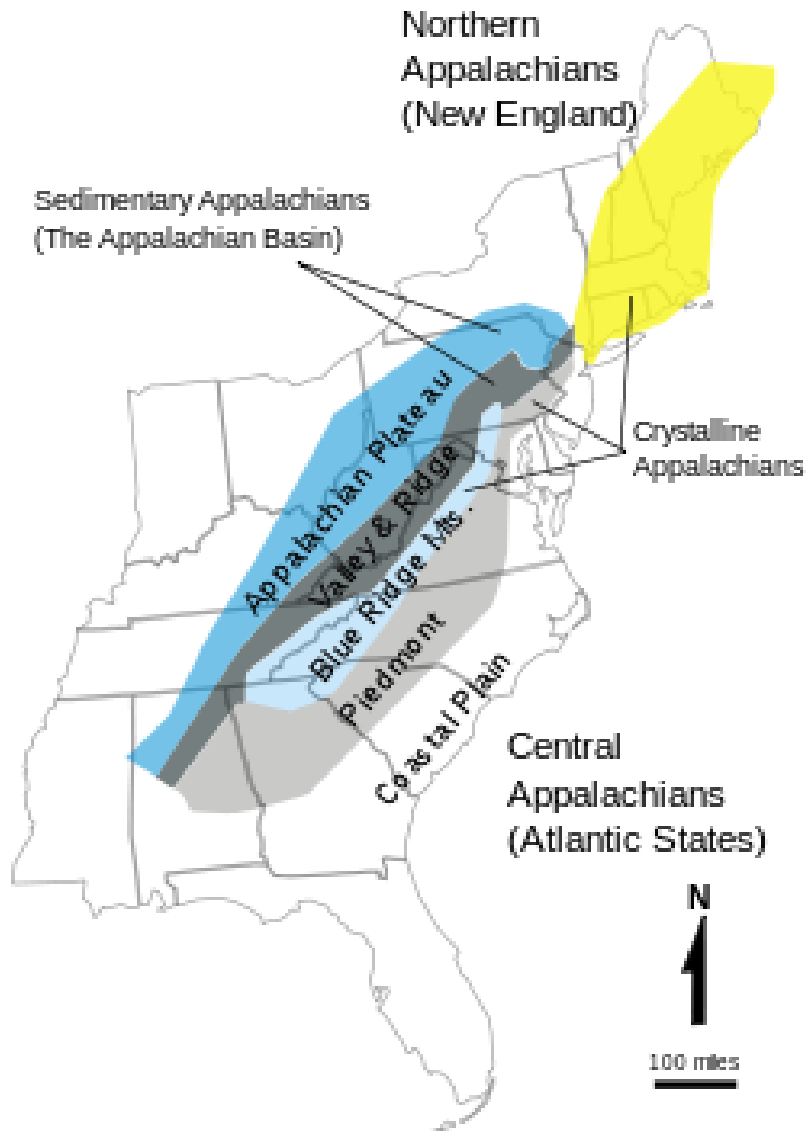 Northern
Appalachians
(New England)
Sedimentary Appalachians
(The Appalachian Basin)
Crystalline
Appalachians
Appalachian Plateau
Valley & Ridge
Blue Ridge Mts.
Piedmont
Coastal Plain
Central
Appalachians
(Atlantic States)
N
100 miles